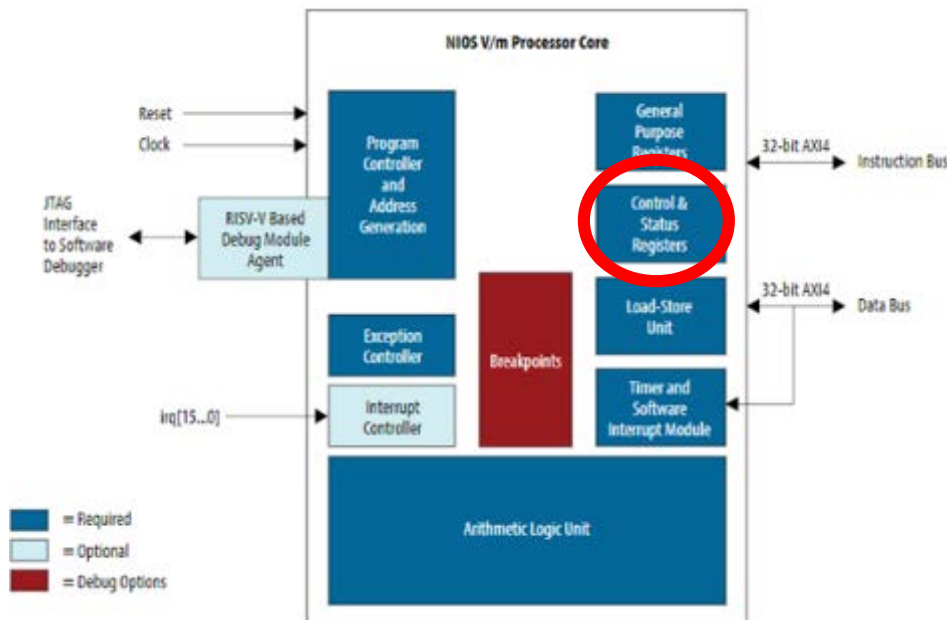 NIOS V/m Processor Core
Reset
Clock
JTAG
Interface
to Software
Debugger
RISV-V Based
Debug Module
Agent
Program
Controller
and
Address
Generation
Exception
Controller
irq[15...0]
Interrupt
Controller
Breakpoints
General
Purpose
Registers
Control &
Status
Registers
Load-Store
Unit
Timer and
Software
Interrupt Module
32-bit AXI4
Instruction Bus
32-bit AXI4
Data Bus
Arithmetic Logic Unit
= Required
= Optional
= Debug Options